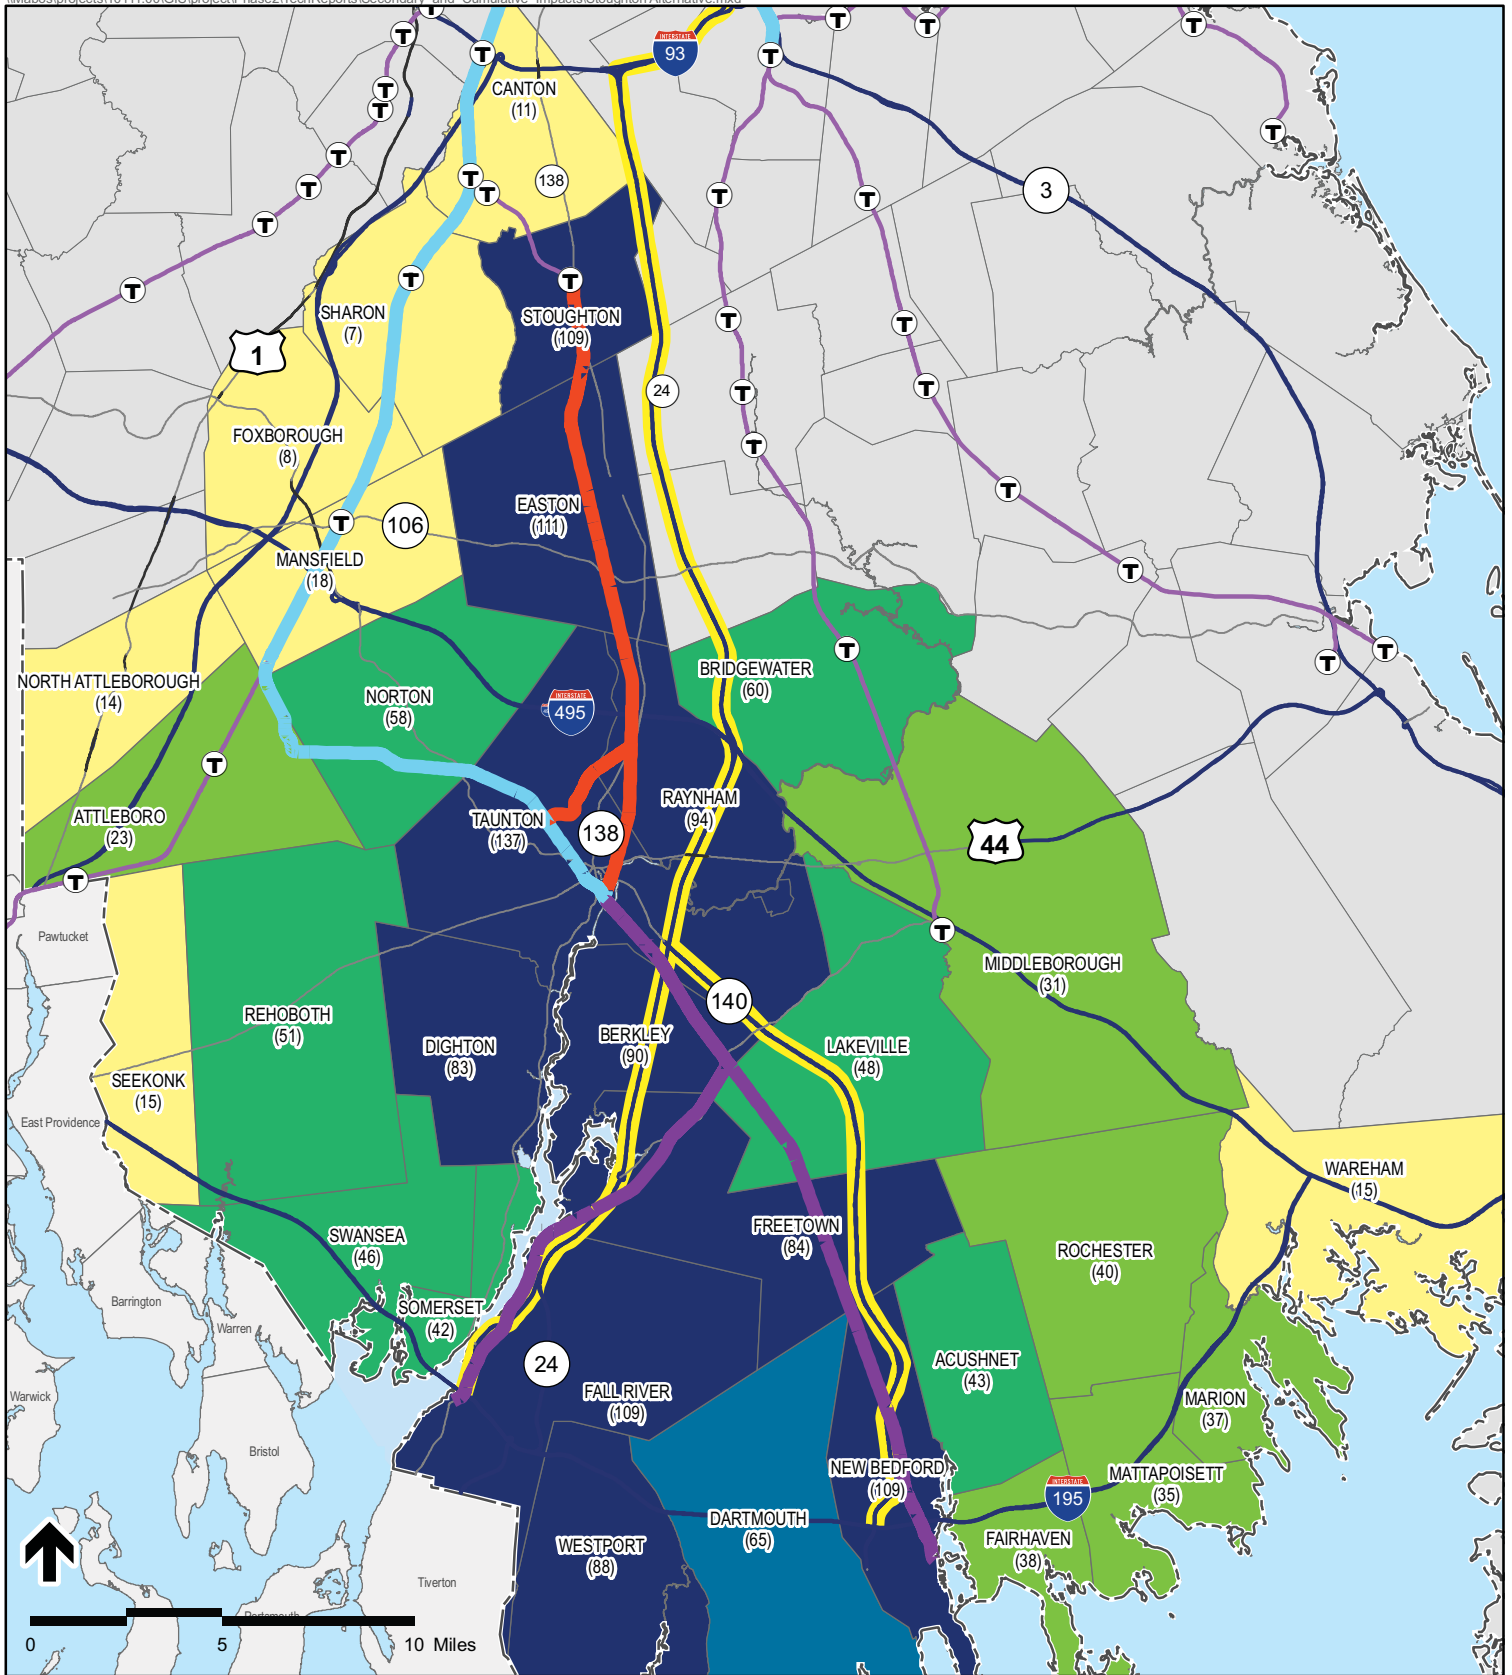 T
T
T
T
T
INTERSTATE
93
T
T
T
T
CANTON
(11)
T
T
T
T
T
T
138
T
T
3
T
T
T
T
T
SHARON
(7)
STOUGHTON
(109)
T
T
1
T
T
24
FOXBOROUGH
(8)
T
T
EASTON
(111)
T
106
MANSFIELD
(18)
T
T
T
T
BRIDGEWATER
(60)
NORTH ATTLEBOROUGH
(14)
NORTON
(58)
INTERSTATE
495
T
ATTLEBORO
(23)
TAUNTON
(137)
138
RAYNHAM
(94)
44
T
Pawtucket
T
MIDDLEBOROUGH
(31)
REHOBOTH
(51)
140
DIGHTON
(83)
BERKLEY
(90)
LAKEVILLE
(48)
SEEKONK
(15)
East Providence
WAREHAM
(15)
SWANSEA
(46)
FREETOWN
(84)
ROCHESTER
(40)
Barrington
Warren
SOMERSET
(42)
24
ACUSHNET
(43)
Warwick
FALL RIVER
(109)
MARION
(37)
Bristol
NEW BEDFORD
(109)
INTERSTATE
195
MATTAPOISETT
(35)
DARTMOUTH
(65)
WESTPORT
(88)
FAIRHAVEN
(38)
Tiverton
Portsmouth
0 5 10 Miles